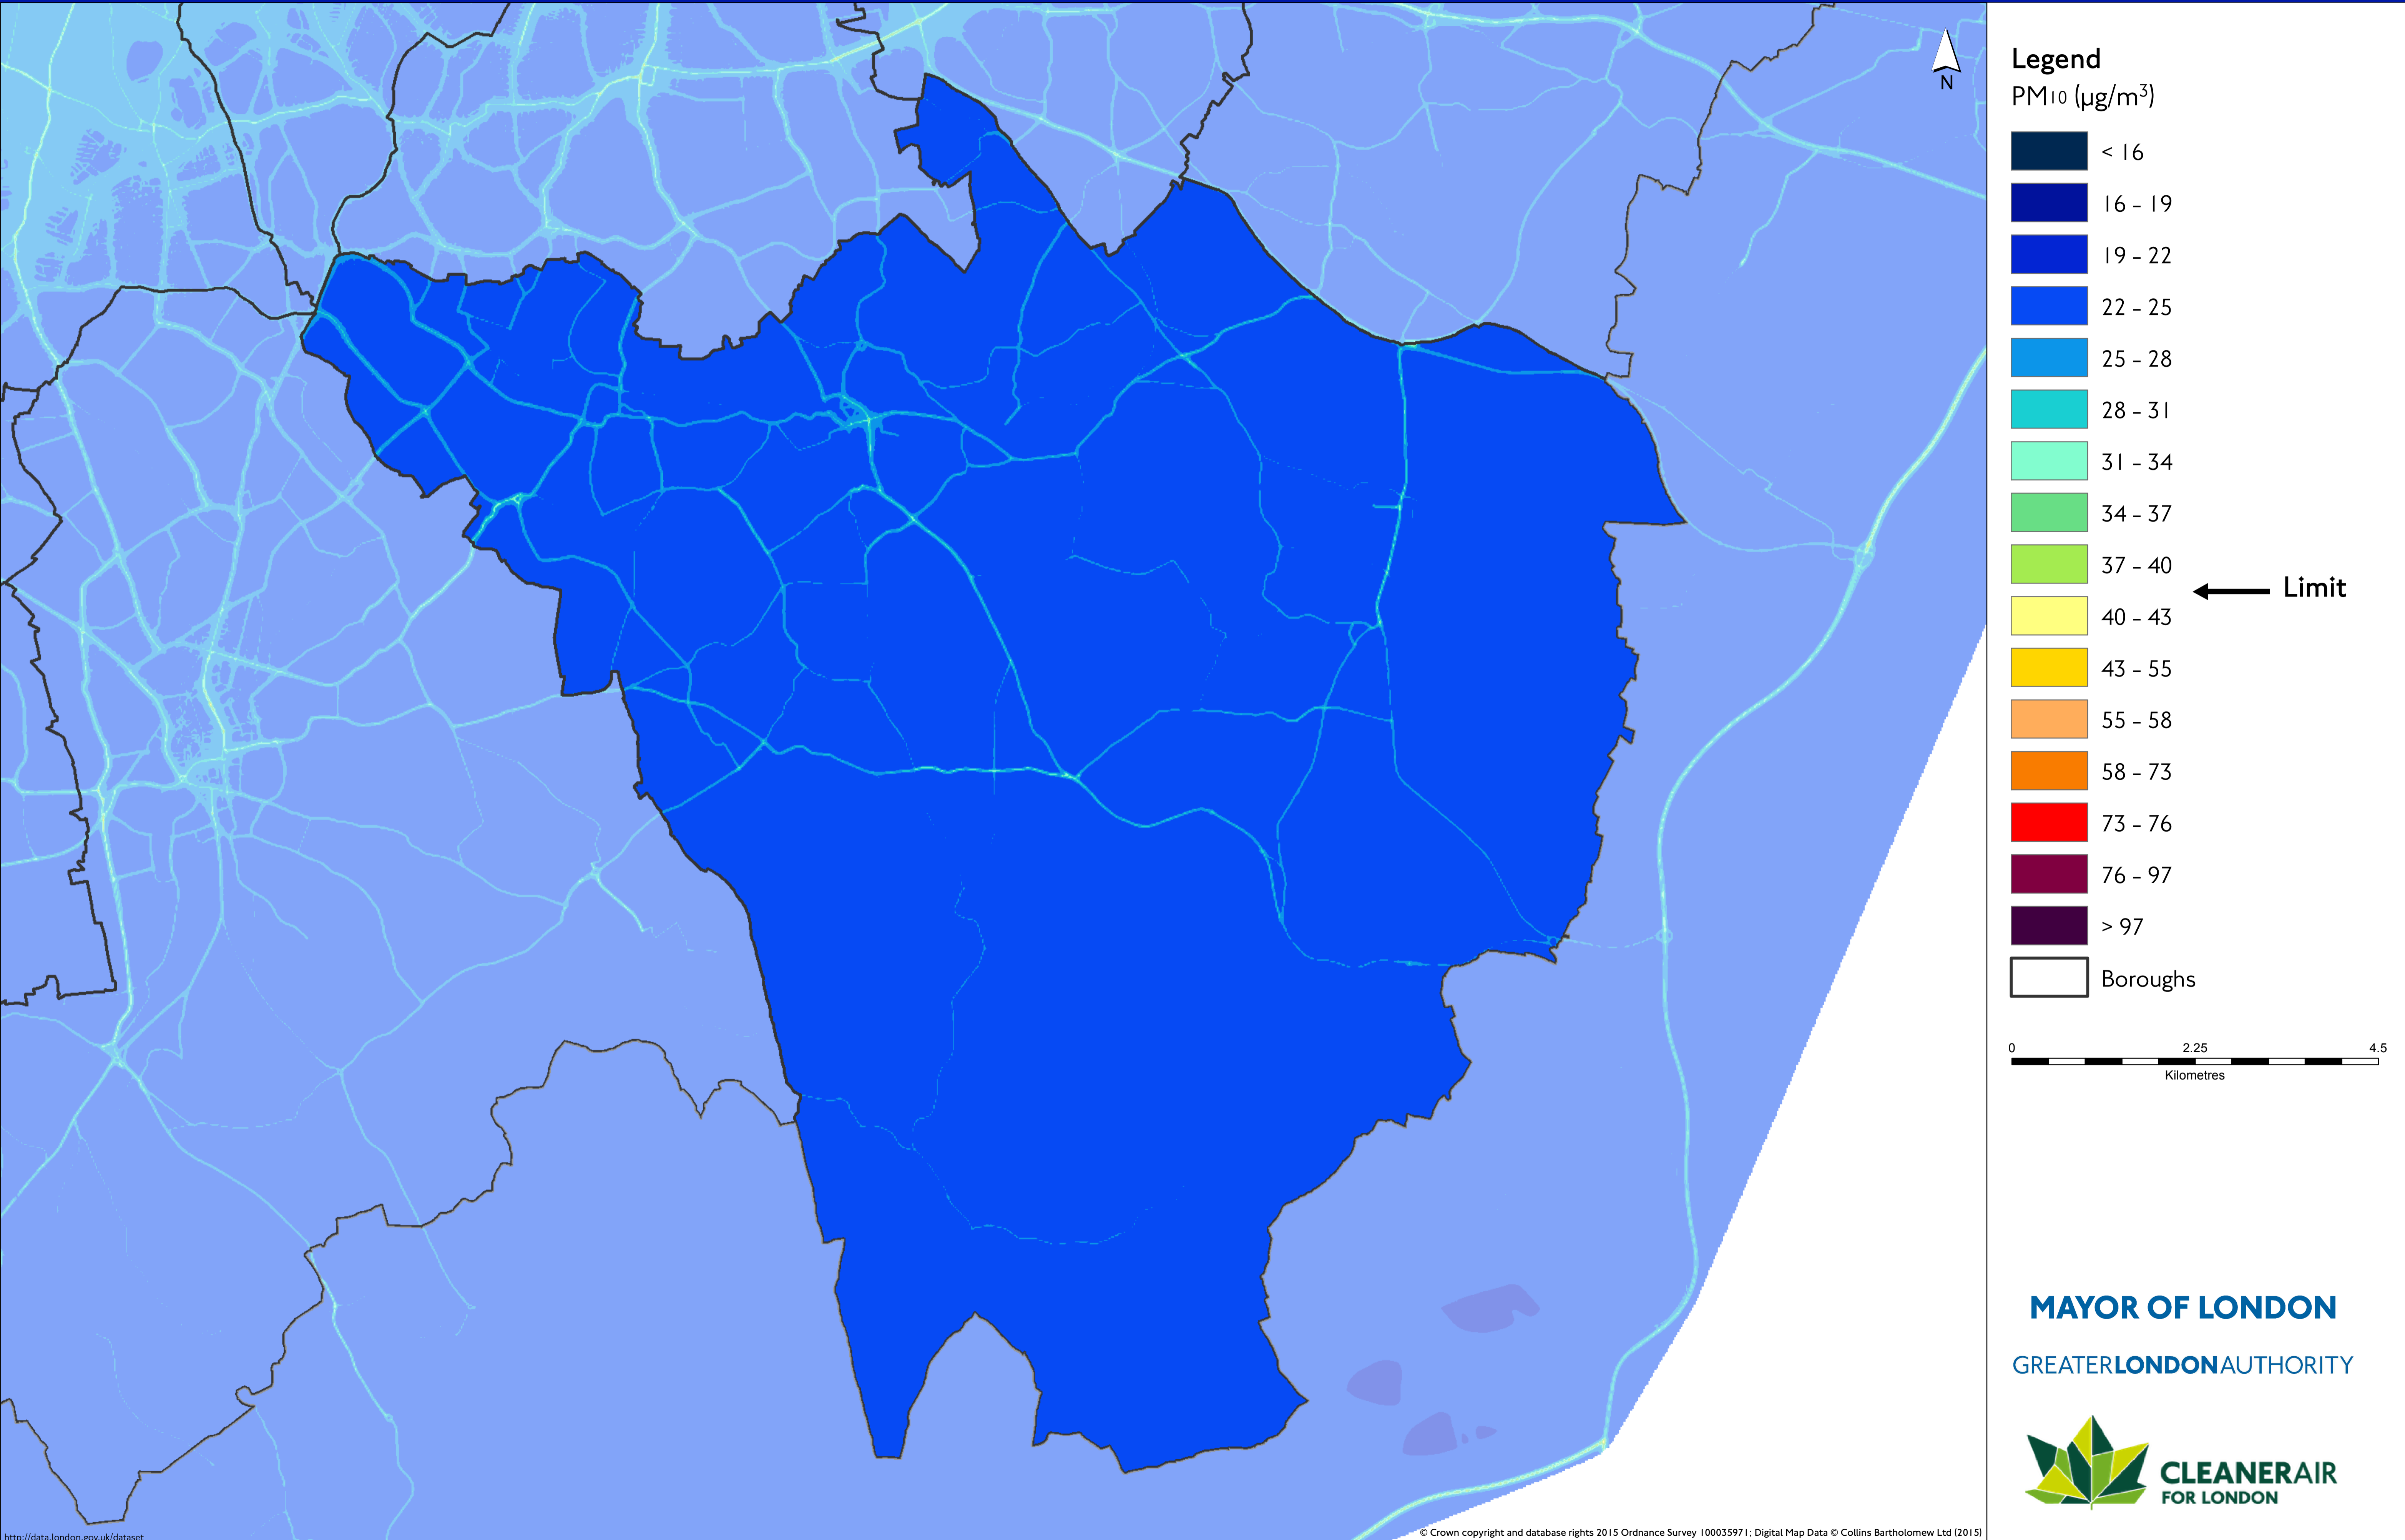 N
Legend
PM10 (µg/m3)
< 16
16 - 19
19 - 22
22 - 25
25 - 28
28 - 31
31 - 34
34 - 37
37 - 40
Limit
40 - 43
43 - 55
55 - 58
58 - 73
73 - 76
76 - 97
> 97
Boroughs
0 2.25 4.5
Kilometres
MAYOR OF LONDON
GREATERLONDONAUTHORITY
CLEANERAIR
FOR LONDON
http://data.london.gov.uk/dataset
© Crown copyright and database rights 2015 Ordnance Survey 100035971; Digital Map Data © Collins Bartholomew Ltd (2015)